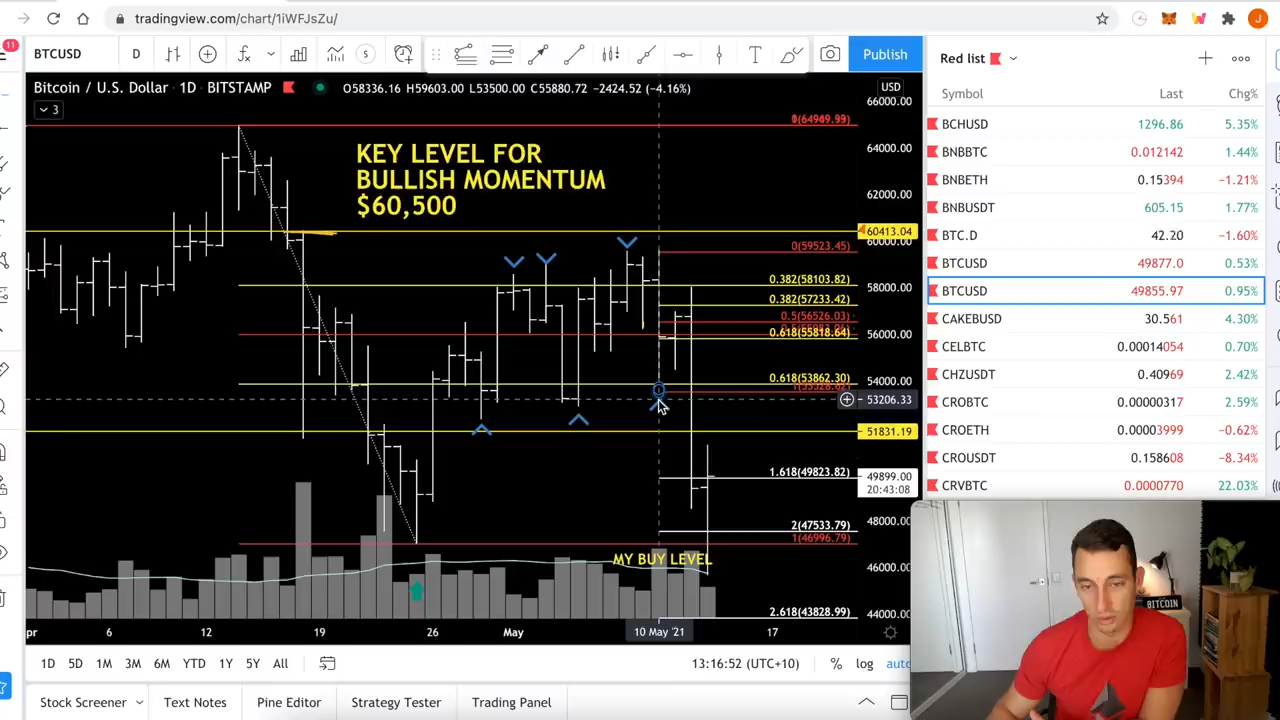 tradingview.com/chart/1iWFJsZu/
J
11
BTCUSD
D
S
T
Publish
Red list
Symbol Last Chg%
Bitcoin / U.S. Dollar · 1D · BITSTAMP O58336.16 H59603.00 L53500.00 C55880.72 −2424.52 (−4.16%)
3
USD
66000.00
64000.00
62000.00
60413.04
60000.00
58000.00
56000.00
54000.00
53206.33
51831.19
49899.00
20:43:08
48000.00
46000.00
44000.00
KEY LEVEL FOR
BULLISH MOMENTUM
$60,500
0(59523.45)
0.382(58103.82)
0.382(57233.42)
0.5(56526.03)
0.618(55818.64)
0.618(53862.30)
1.618(49823.82)
2(47533.79)
1(46996.79)
MY BUY LEVEL
2.618(43828.99)
pr 6 12 19 26 May 10 May '21 17
BCHUSD 1296.86 5.35%
BNBBTC 0.012142 1.44%
BNBETH 0.15394 −1.21%
BNBUSDT 605.15 1.77%
BTC.D 42.20 −1.60%
BTCUSD 49877.0 0.53%
BTCUSD 49855.97 0.95%
CAKEBUSD 30.561 4.30%
CELBTC 0.00014054 0.70%
CHZUSDT 0.40969 2.42%
CROBTC 0.00000317 2.59%
CROETH 0.00003999 −0.62%
CROUSDT 0.158608 −8.34%
CRVBTC 0.0000770 22.03%
1D 5D 1M 3M 6M YTD 1Y 5Y All
13:16:52 (UTC+10) % log auto
Stock Screener Text Notes Pine Editor Strategy Tester Trading Panel
BITCOIN